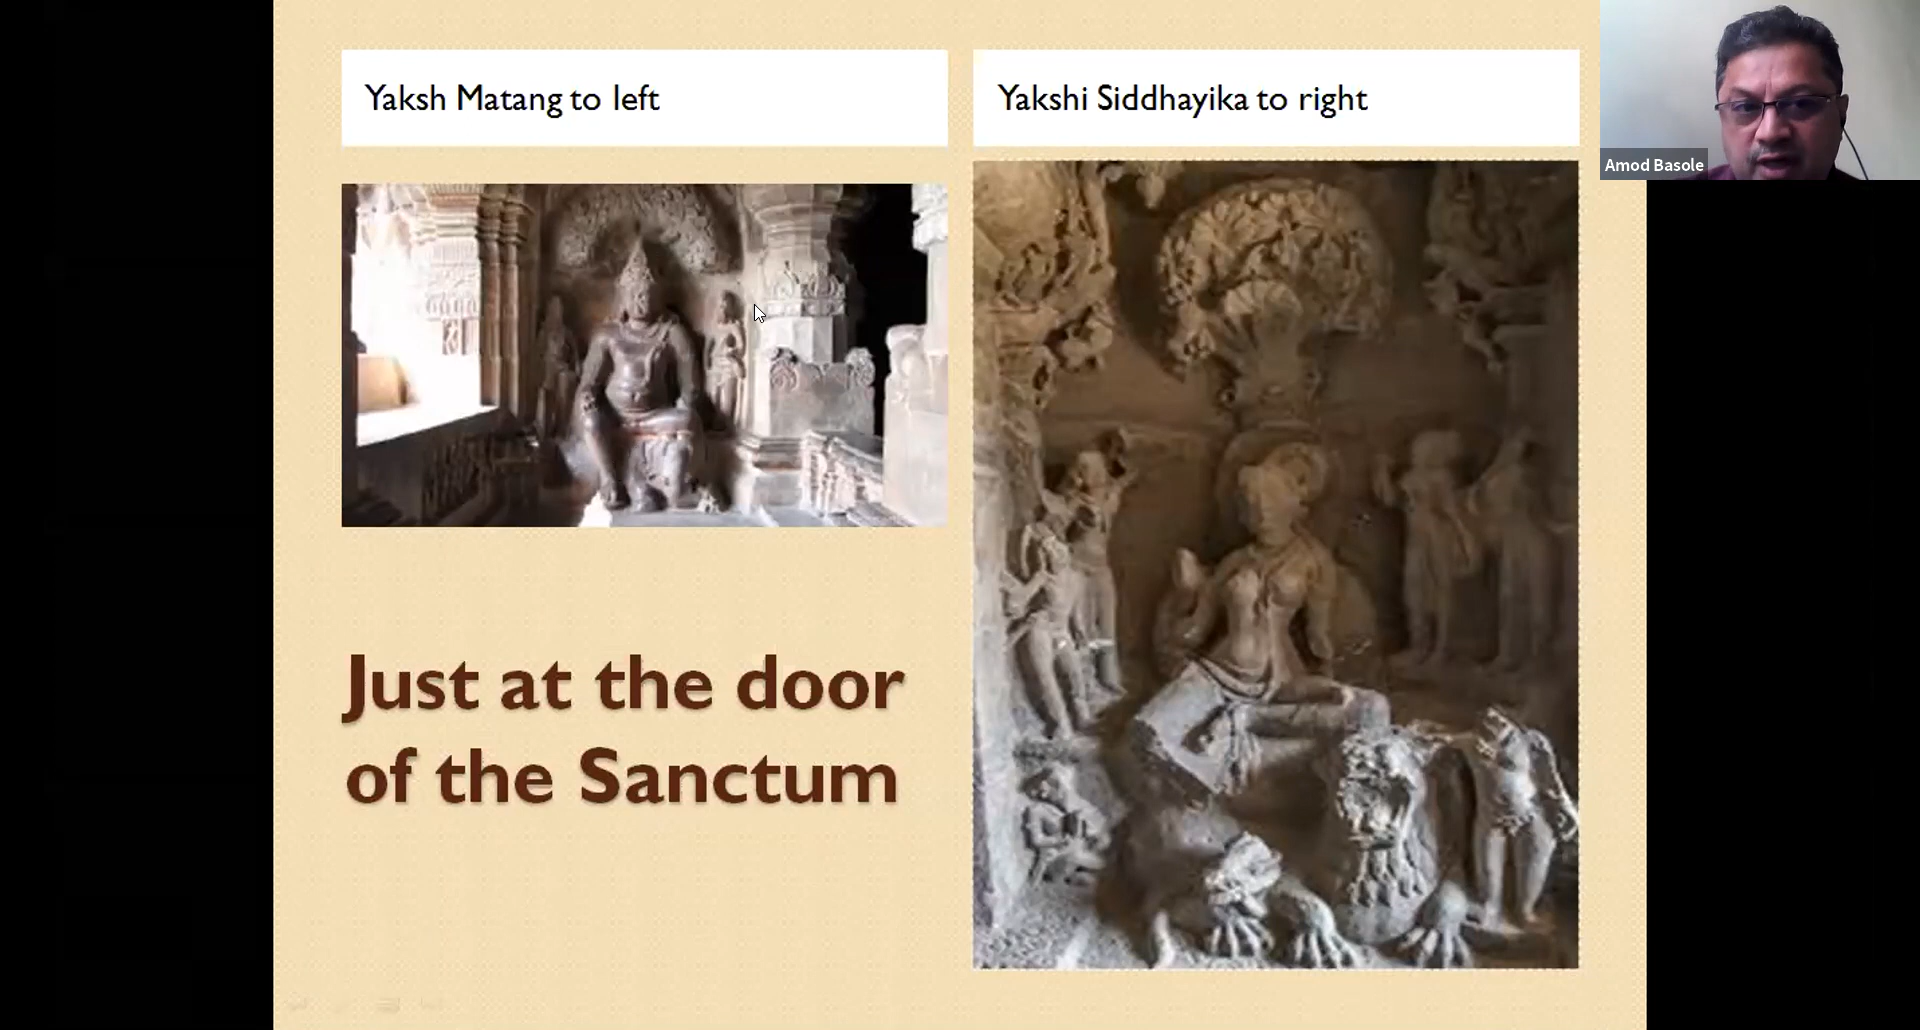 Yaksh Matang to left
Yakshi Siddhayika to right
Amod Basole
Just at the door
of the Sanctum